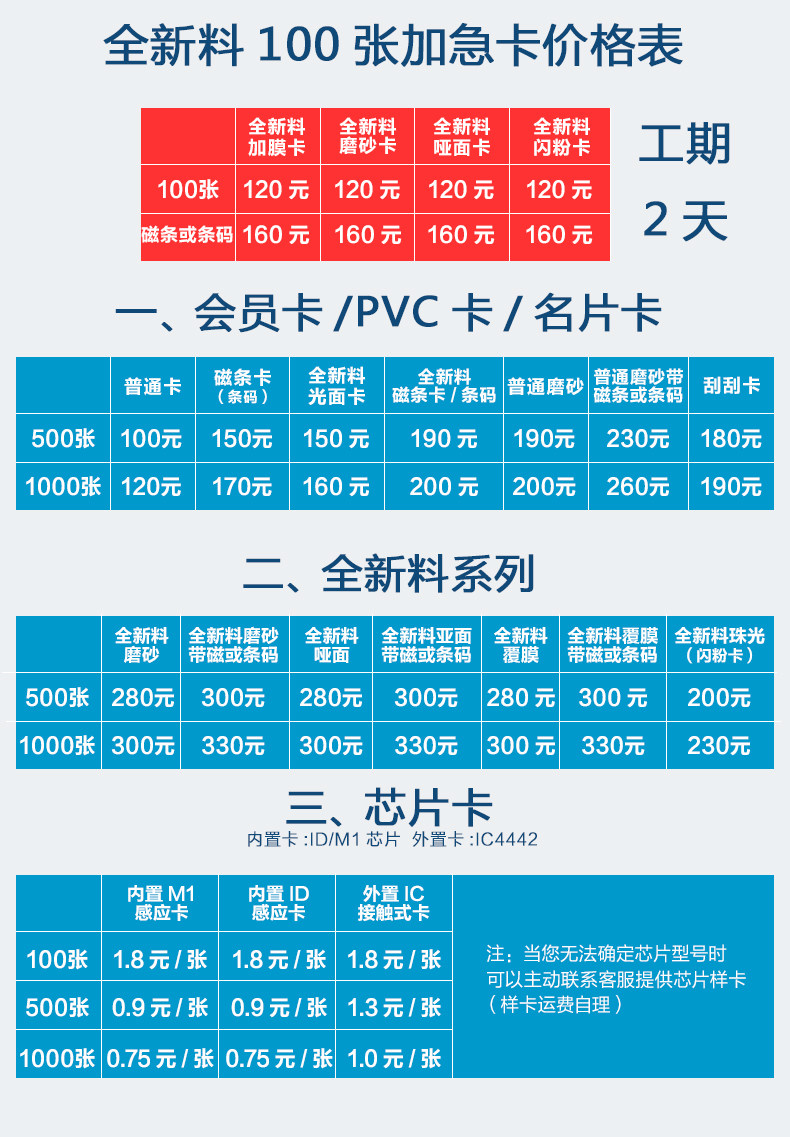 全新料 100 张加急卡价格表
全新料 全新料 全新料 全新料
加膜卡 磨砂卡 哑面卡 闪粉卡
100张 120 元 120 元 120 元 120 元
磁条或条码 160 元 160 元 160 元 160 元
工期
2 天
一、会员卡 /PVC 卡 / 名片卡
普通卡 磁条卡 全新料 全新料 普通磨砂 普通磨砂带 刮刮卡
（条码） 光面卡 磁条卡 / 条码 磁条或条码
500张 100元 150元 150 元 190 元 190元 230元 180元
1000张 120元 170元 160 元 200 元 200元 260元 190元
二、全新料系列
全新料 全新料磨砂 全新料 全新料亚面 全新料 全新料覆膜 全新料珠光
磨砂 带磁或条码 哑面 带磁或条码 覆膜 带磁或条码 （闪粉卡）
500张 280元 300元 280元 300元 280 元 300 元 200元
1000张 300元 330元 300元 330元 300 元 330元 230元
三、芯片卡
内置卡 :ID/M1 芯片 外置卡 :IC4442
内置 M1 内置 ID 外置 IC
感应卡 感应卡 接触式卡
100张 1.8 元 / 张 1.8 元 / 张 1.8 元 / 张
500张 0.9 元 / 张 0.9 元 / 张 1.3 元 / 张
1000张 0.75 元 / 张 0.75 元 / 张 1.0 元 / 张
注：当您无法确定芯片型号时
可以主动联系客服提供芯片样卡
（样卡运费自理）